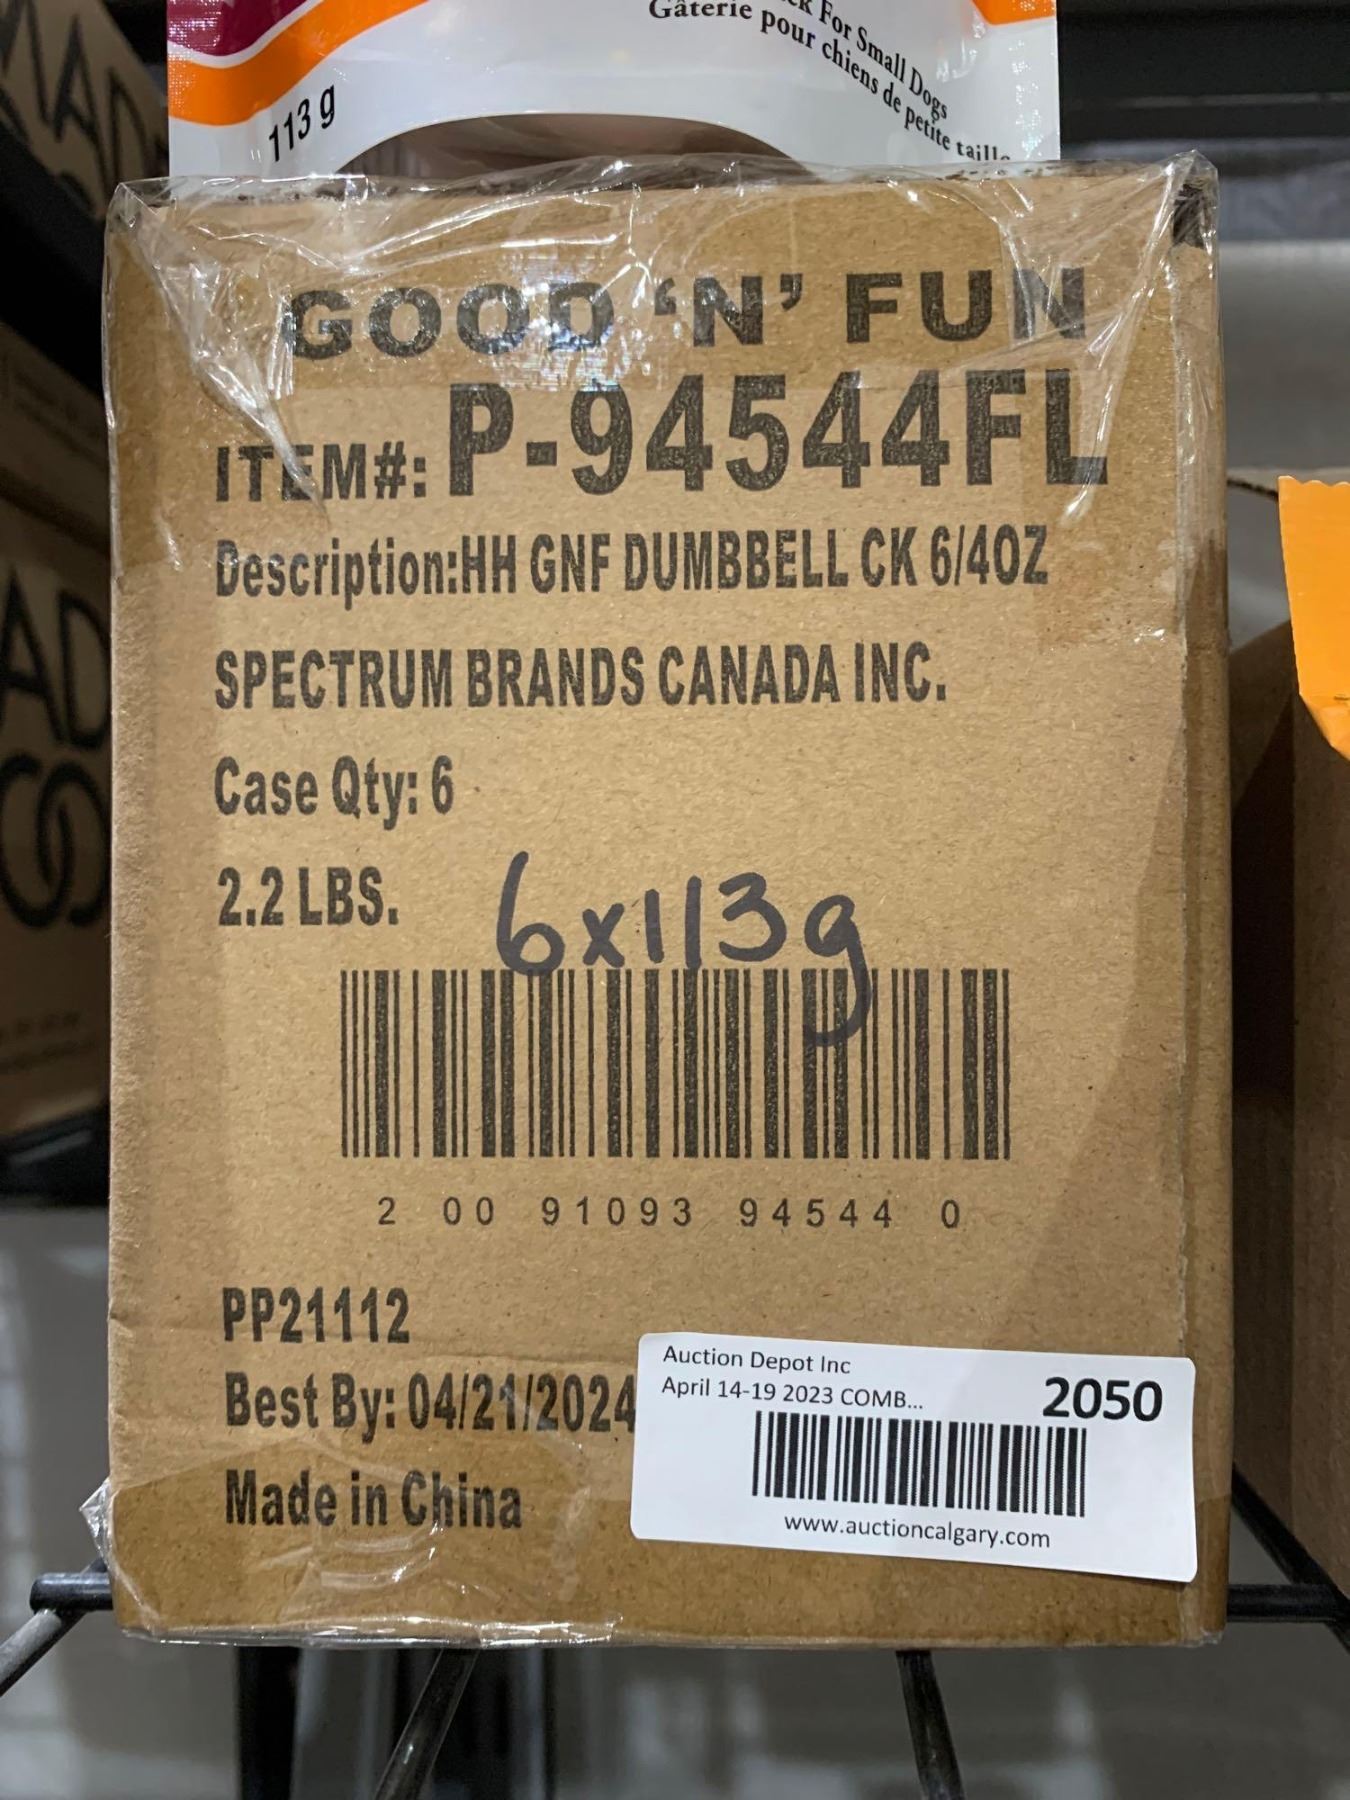 For Small Dogs
Gâterie pour chiens de petite
113 g
GOOD 'N' FUN
ITEM#: P-94544FL
Description:HH GNF DUMBBELL CK 6/4OZ
SPECTRUM BRANDS CANADA INC.
Case Qty: 6
2.2 LBS.
6x113g
2 00 91093 94544 0
PP21112
Best By: 04/21/2024
Made in China
Auction Depot Inc
April 14-19 2023 COMB...
2050
www.auctioncalgary.com